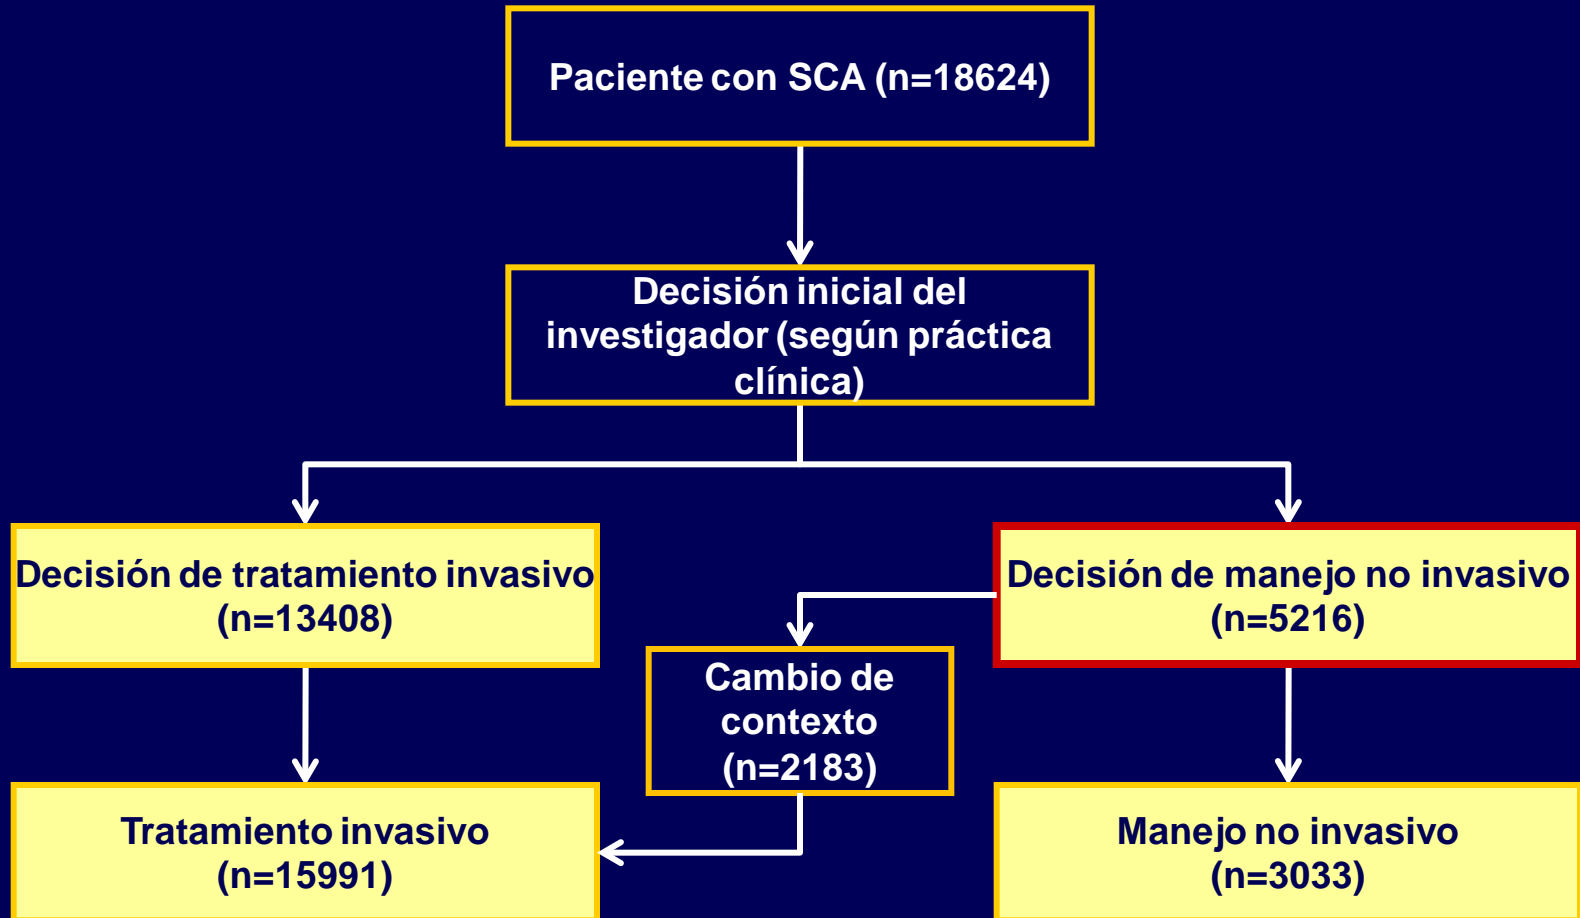 Paciente con SCA (n=18624)
Decisión inicial del
investigador (según práctica
clínica)
Decisión de tratamiento invasivo
(n=13408)
Decisión de manejo no invasivo
(n=5216)
Cambio de
contexto
(n=2183)
Tratamiento invasivo
(n=15991)
Manejo no invasivo
(n=3033)